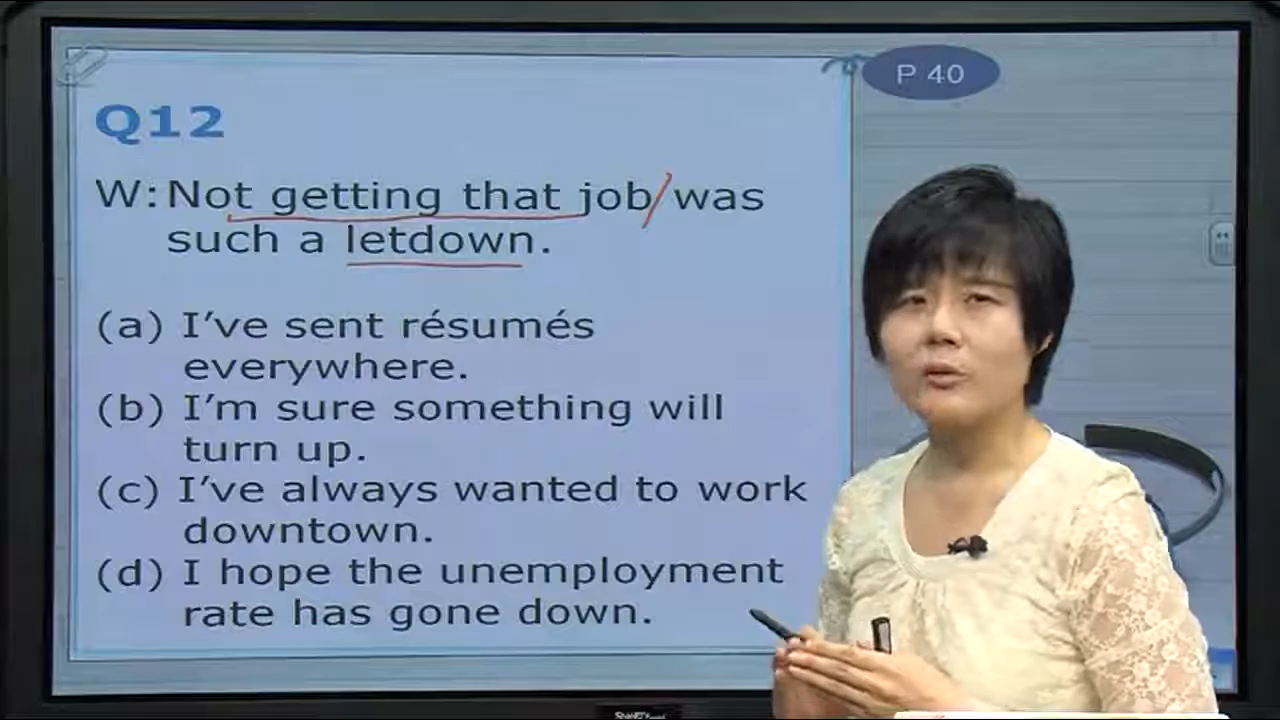 P 40
Q12
W: Not getting that job/was
such a letdown.
(a) I've sent résumés
everywhere.
(b) I'm sure something will
turn up.
(c) I've always wanted to work
downtown.
(d) I hope the unemployment
rate has gone down.